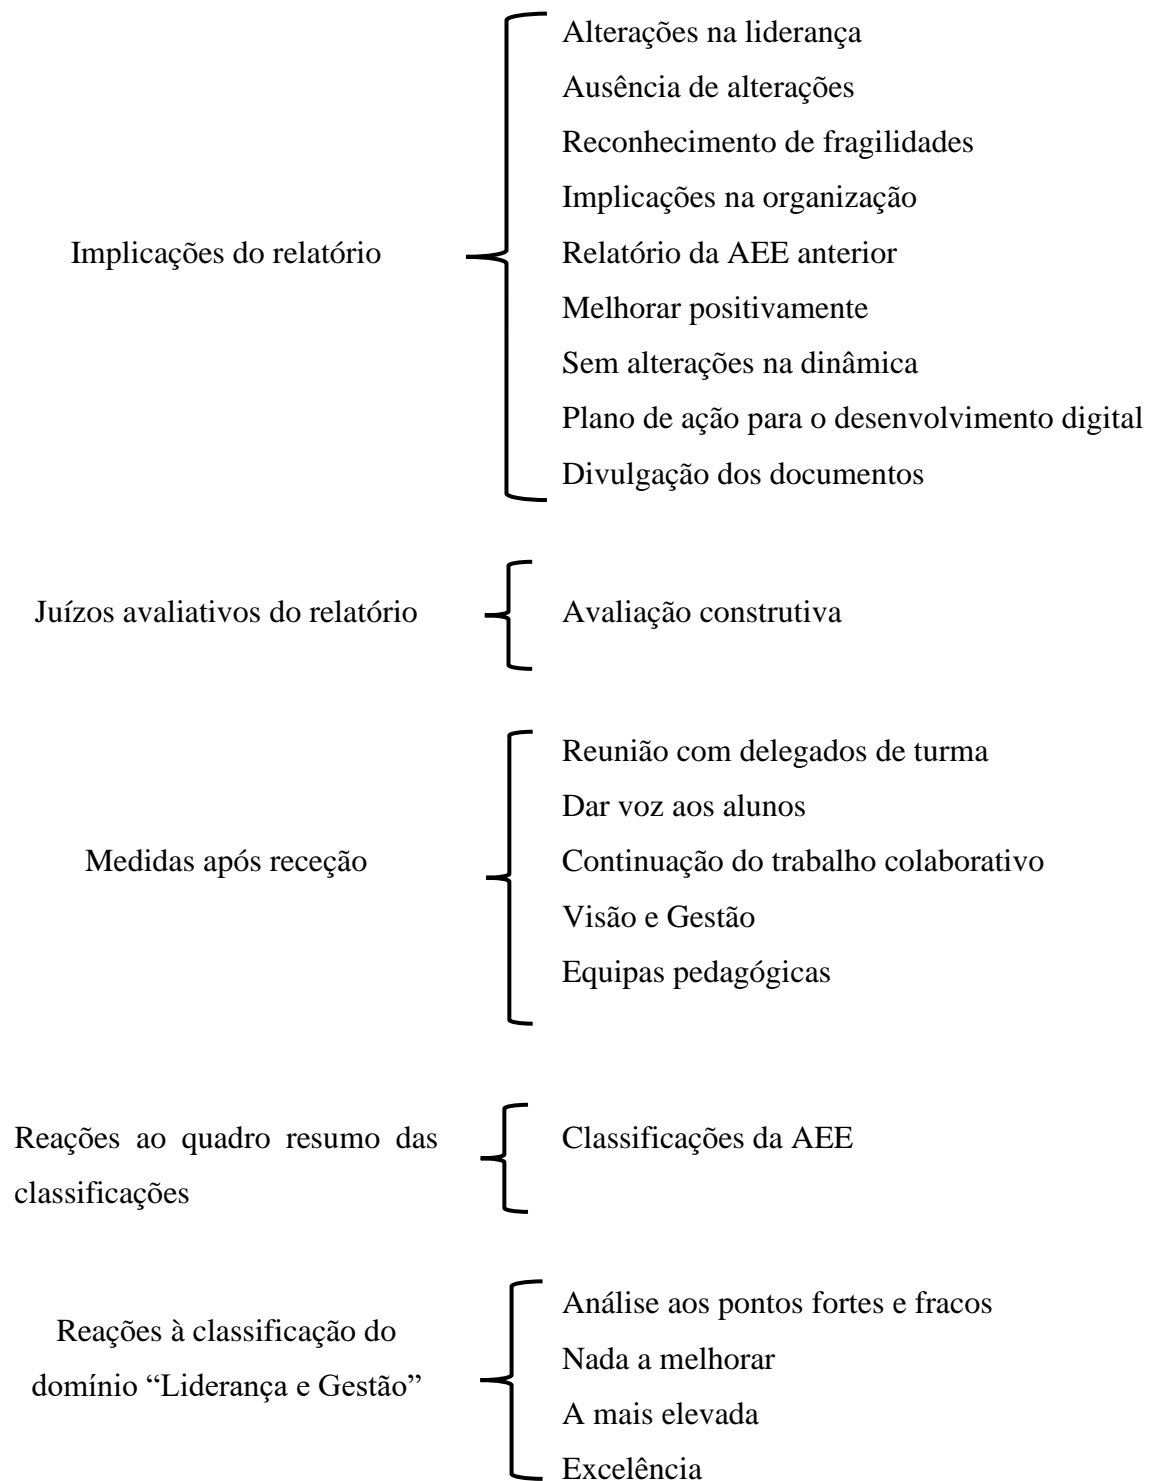 Implicações do relatório
Alterações na liderança
Ausência de alterações
Reconhecimento de fragilidades
Implicações na organização
Relatório da AEE anterior
Melhorar positivamente
Sem alterações na dinâmica
Plano de ação para o desenvolvimento digital
Divulgação dos documentos
Juízos avaliativos do relatório
Avaliação construtiva
Medidas após receção
Reunião com delegados de turma
Dar voz aos alunos
Continuação do trabalho colaborativo
Visão e Gestão
Equipas pedagógicas
Reações ao quadro resumo das
classificações
Classificações da AEE
Reações à classificação do
domínio “Liderança e Gestão”
Análise aos pontos fortes e fracos
Nada a melhorar
A mais elevada
Excelência